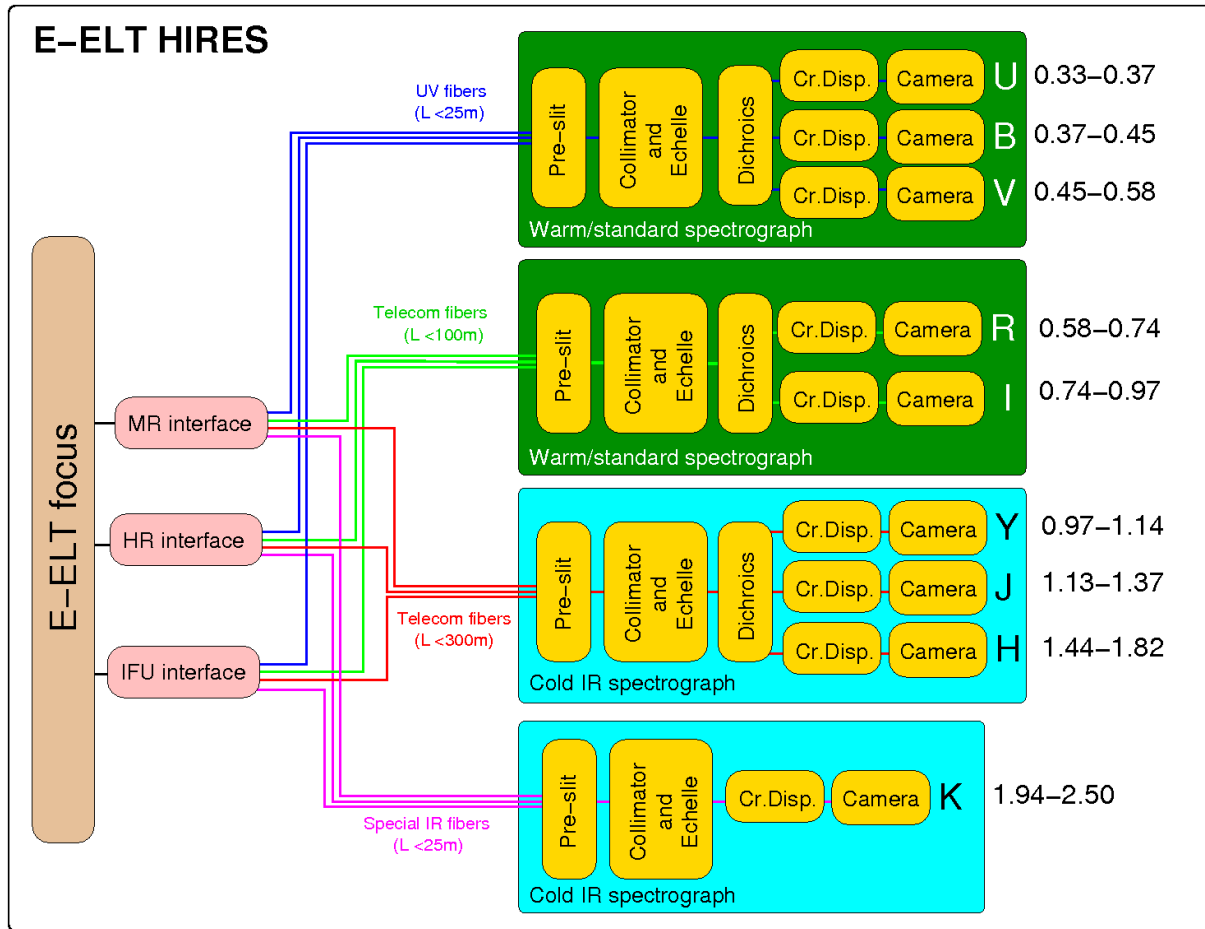 E−ELT HIRES
E−ELT focus
MR interface
HR interface
IFU interface
UV fibers
(L <25m)
Pre−slit
Collimator
and
Echelle
Dichroics
Cr.Disp.
Camera
U
0.33−0.37
Cr.Disp.
Camera
B
0.37−0.45
Cr.Disp.
Camera
V
0.45−0.58
Warm/standard spectrograph
Telecom fibers
(L <100m)
Pre−slit
Collimator
and
Echelle
Dichroics
Cr.Disp.
Camera
R
0.58−0.74
Cr.Disp.
Camera
I
0.74−0.97
Warm/standard spectrograph
Telecom fibers
(L <300m)
Pre−slit
Collimator
and
Echelle
Dichroics
Cr.Disp.
Camera
Y
0.97−1.14
Cr.Disp.
Camera
J
1.13−1.37
Cr.Disp.
Camera
H
1.44−1.82
Cold IR spectrograph
Special IR fibers
(L <25m)
Pre−slit
Collimator
and
Echelle
Cr.Disp.
Camera
K
1.94−2.50
Cold IR spectrograph